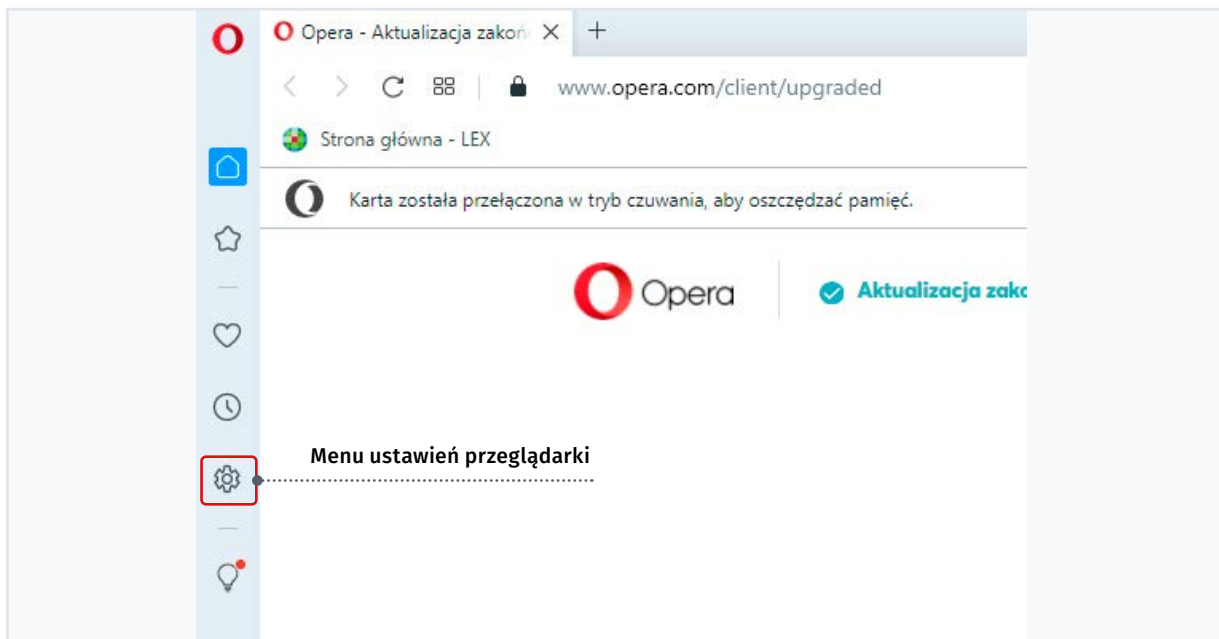 Opera - Aktualizacja zakoń
www.opera.com/client/upgraded
Strona główna - LEX
Karta została przełączona w tryb czuwania, aby oszczędzać pamięć.
Opera
Aktualizacja zako
Menu ustawień przeglądarki